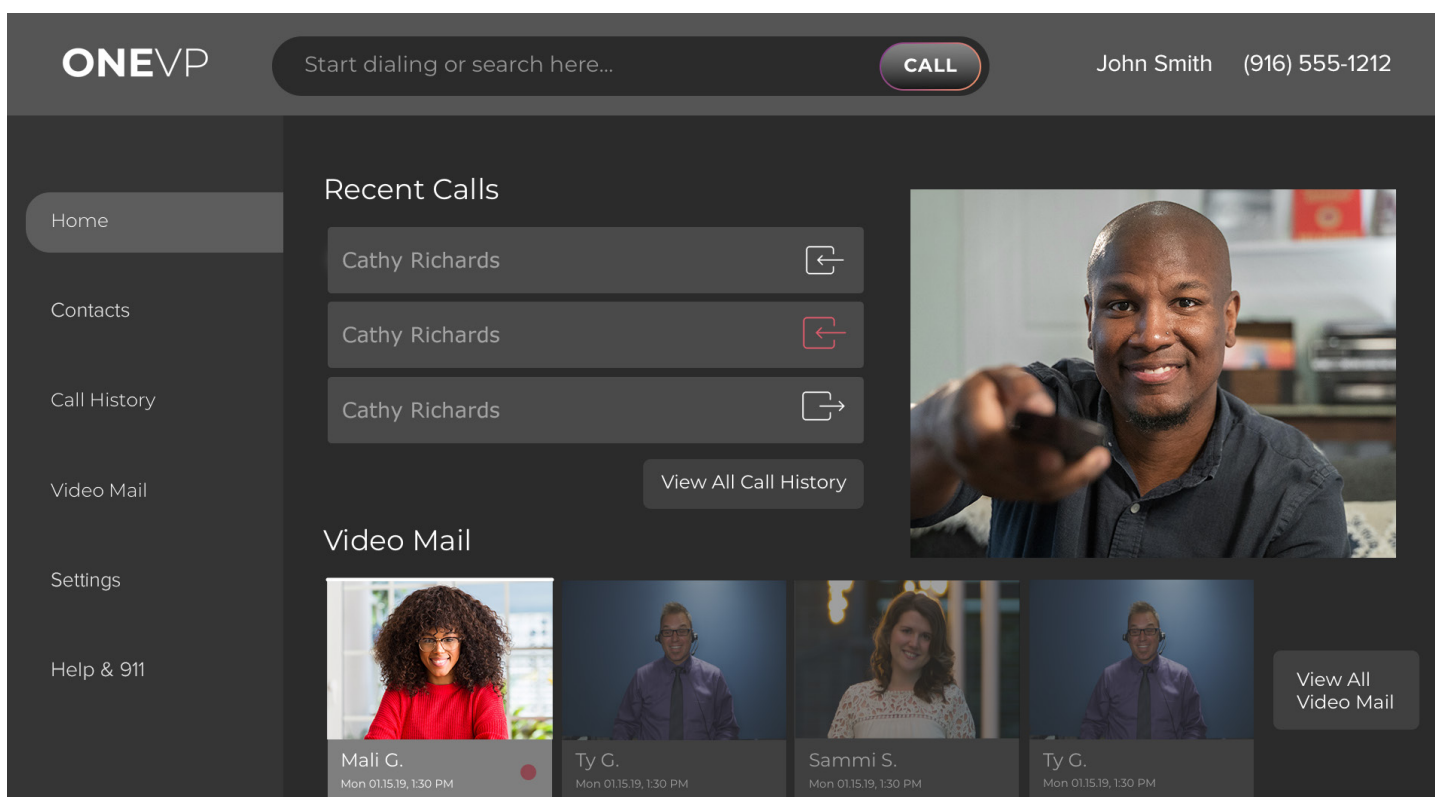 ONEVP
Start dialing or search here...
CALL
John Smith (916) 555-1212
Home
Contacts
Call History
Video Mail
Settings
Help & 911
Recent Calls
Cathy Richards
Cathy Richards
Cathy Richards
View All Call History
Video Mail
Mali G.
Mon 01.15.19, 1:30 PM
Ty G.
Mon 01.15.19, 1:30 PM
Sammi S.
Mon 01.15.19, 1:30 PM
Ty G.
Mon 01.15.19, 1:30 PM
View All
Video Mail